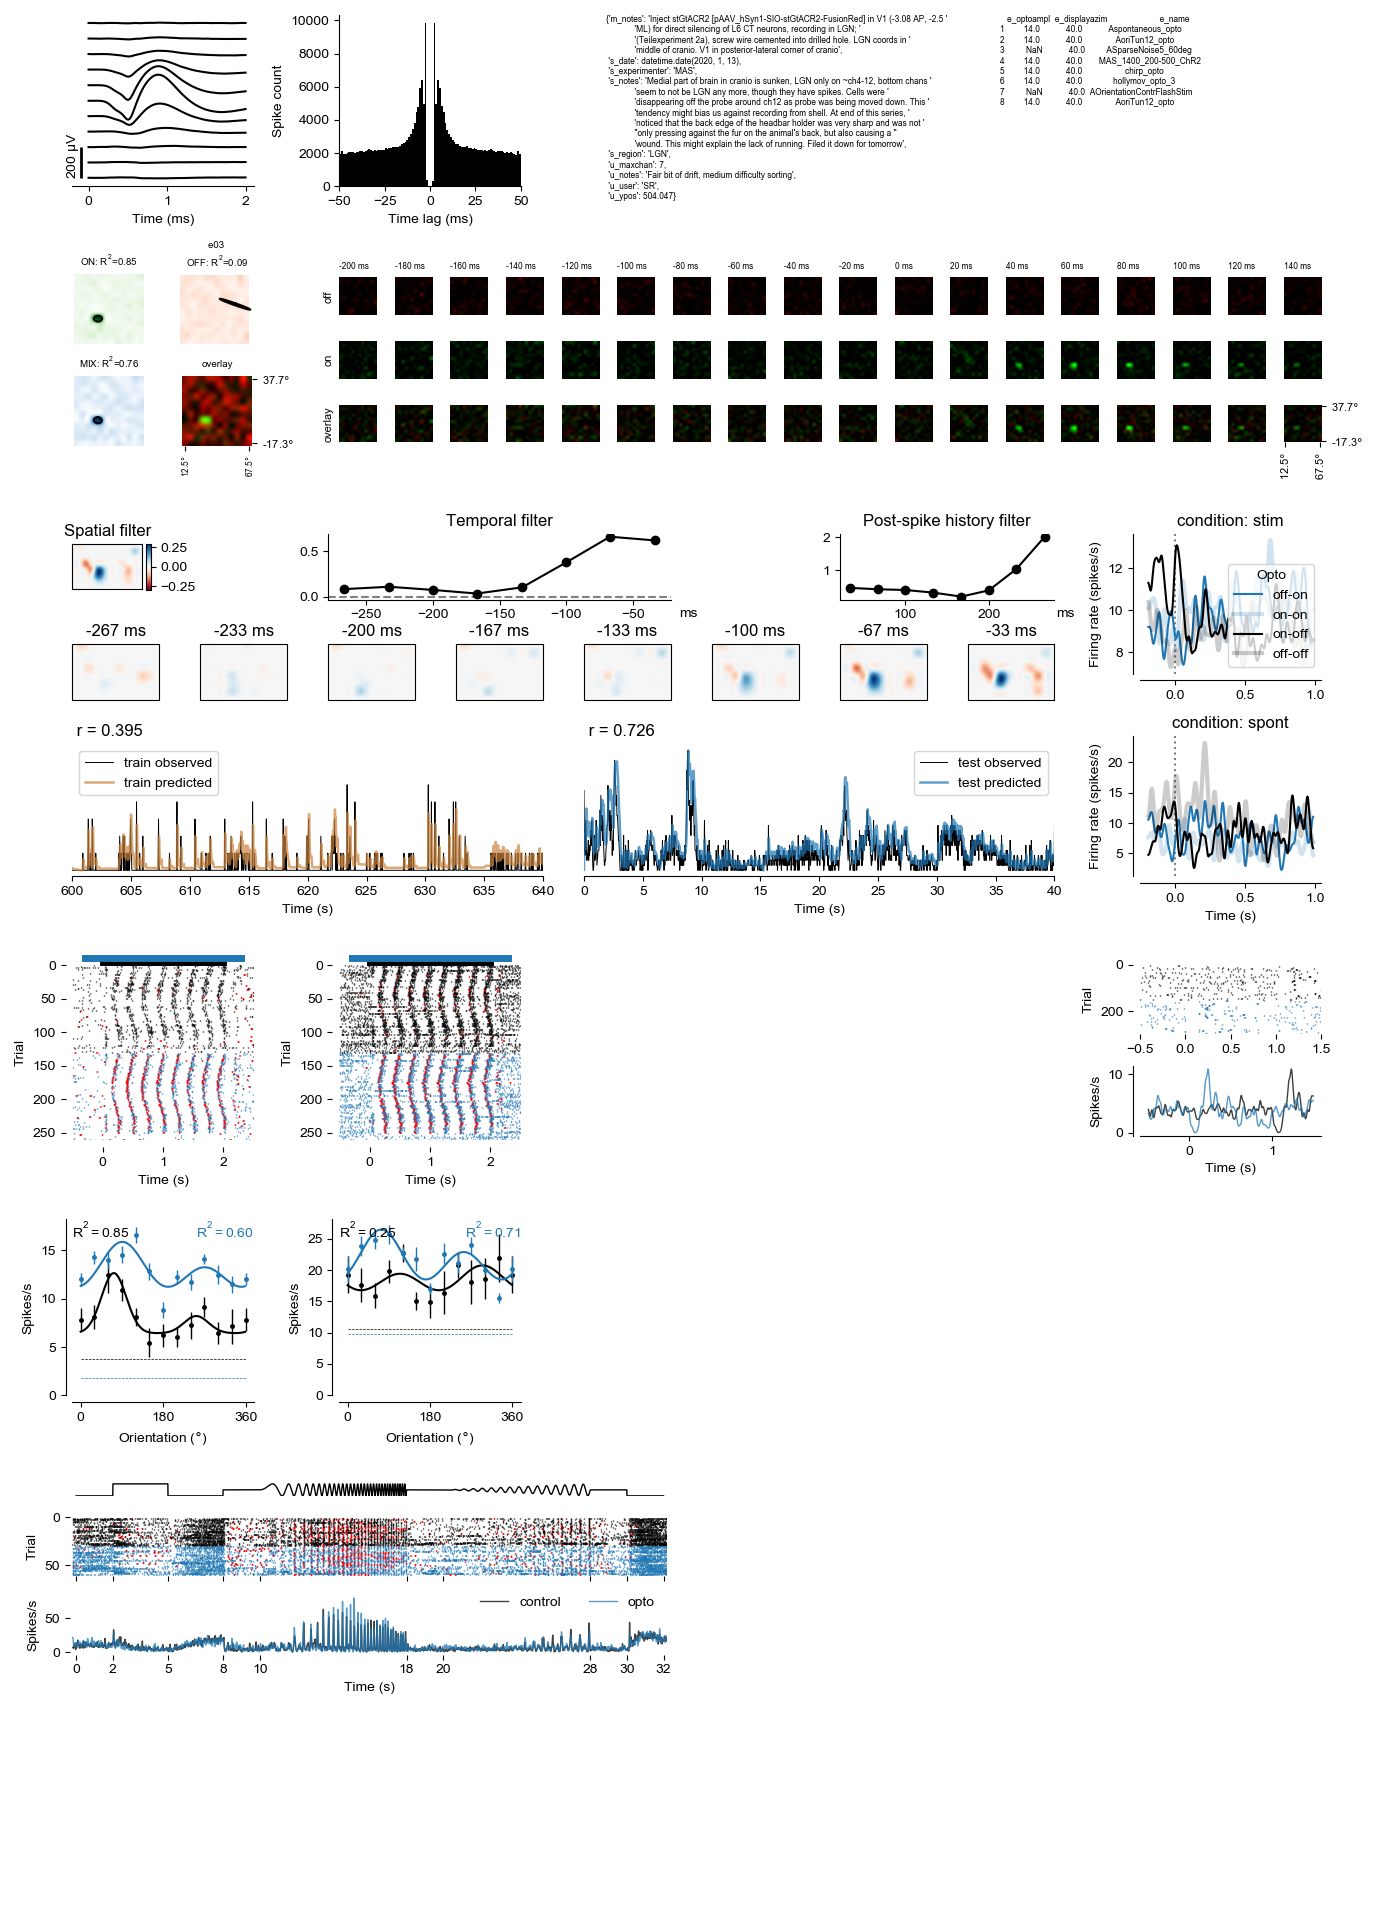 200 µV
0
1
2
Time (ms)
10000
8000
6000
4000
2000
0
Spike count
−50
−25
0
25
50
Time lag (ms)
{'m_notes': 'Inject stGtACR2 [pAAV_hSyn1-SIO-stGtACR2-FusionRed] in V1 (-3.08 AP, -2.5 '
'ML) for direct silencing of L6 CT neurons, recording in LGN; '
'(Teilexperiment 2a), screw wire cemented into drilled hole. LGN coords in '
'middle of cranio. V1 in posterior-lateral corner of cranio',
's_date': datetime.date(2020, 1, 13),
's_experimenter': 'MAS',
's_notes': 'Medial part of brain in cranio is sunken, LGN only on ~ch4-12, bottom chans '
'seem to not be LGN any more, though they have spikes. Cells were '
'disappearing off the probe around ch12 as probe was being moved down. This '
'tendency might bias us against recording from shell. At end of this series, '
'noticed that the back edge of the headbar holder was very sharp and was not '
"only pressing against the fur on the animal's back, but also causing a "
'wound. This might explain the lack of running. Filed it down for tomorrow',
's_region': 'LGN',
'u_maxchan': 7,
'u_notes': 'Fair bit of drift, medium difficulty sorting',
'u_user': 'SR',
'u_ypos': 504.047}
e_optoampl e_displayazim e_name
1 14.0 40.0 Aspontaneous_opto
2 14.0 40.0 AoriTun12_opto
3 NaN 40.0 ASparseNoise5_60deg
4 14.0 40.0 MAS_1400_200-500_ChR2
5 14.0 40.0 chirp_opto
6 14.0 40.0 hollymov_opto_3
7 NaN 40.0 AOrientationContrFlashStim
8 14.0 40.0 AoriTun12_opto
e03
ON: R2=0.85
OFF: R2=0.09
MIX: R2=0.76
overlay
37.7°
-17.3°
12.5°
67.5°
-200 ms -180 ms -160 ms -140 ms -120 ms -100 ms -80 ms -60 ms -40 ms -20 ms 0 ms 20 ms 40 ms 60 ms 80 ms 100 ms 120 ms 140 ms
off
on
overlay
37.7°
-17.3°
12.5°
67.5°
Spatial filter
0.25
0.00
−0.25
Temporal filter
0.5
0.0
−250 −200 −150 −100 −50 ms
Post-spike history filter
2
1
100 200 ms
-267 ms -233 ms -200 ms -167 ms -133 ms -100 ms -67 ms -33 ms
condition: stim
Firing rate (spikes/s)
12
10
8
Opto
off-on
on-on
on-off
off-off
0.0 0.5 1.0
r = 0.395
train observed
train predicted
600 605 610 615 620 625 630 635 640
Time (s)
r = 0.726
test observed
test predicted
0 5 10 15 20 25 30 35 40
Time (s)
condition: spont
Firing rate (spikes/s)
20
15
10
5
0.0 0.5 1.0
Time (s)
Trial
0
50
100
150
200
250
0 1 2
Time (s)
Trial
0
50
100
150
200
250
0 1 2
Time (s)
Trial
0
200
−0.5 0.0 0.5 1.0 1.5
Spikes/s
10
0
0 1
Time (s)
R2 = 0.85
R2 = 0.60
Spikes/s
15
10
5
0
0 180 360
Orientation (°)
R2 = 0.25
R2 = 0.71
Spikes/s
25
20
15
10
5
0
0 180 360
Orientation (°)
Trial
0
50
Spikes/s
50
0
control
opto
0 2 5 8 10 18 20 28 30 32
Time (s)